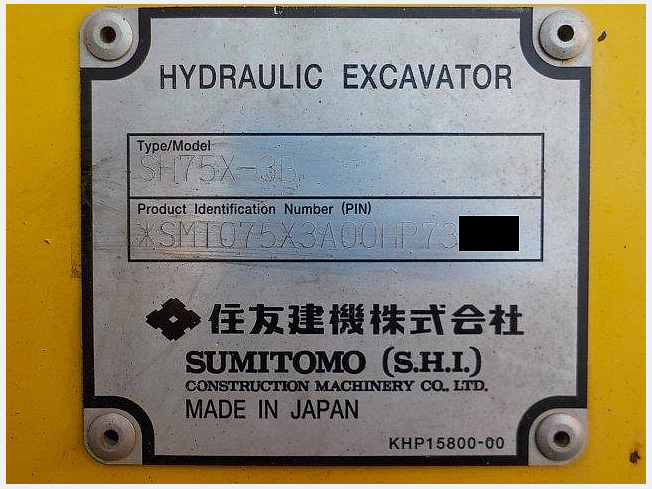 HYDRAULIC EXCAVATOR
Type/Model
SH75X-3B
Product Identification Number (PIN)
*SMT075X3A00HP73
住友建機株式会社
SUMITOMO (S.H.I.)
CONSTRUCTION MACHINERY CO., LTD.
MADE IN JAPAN
KHP15800-00